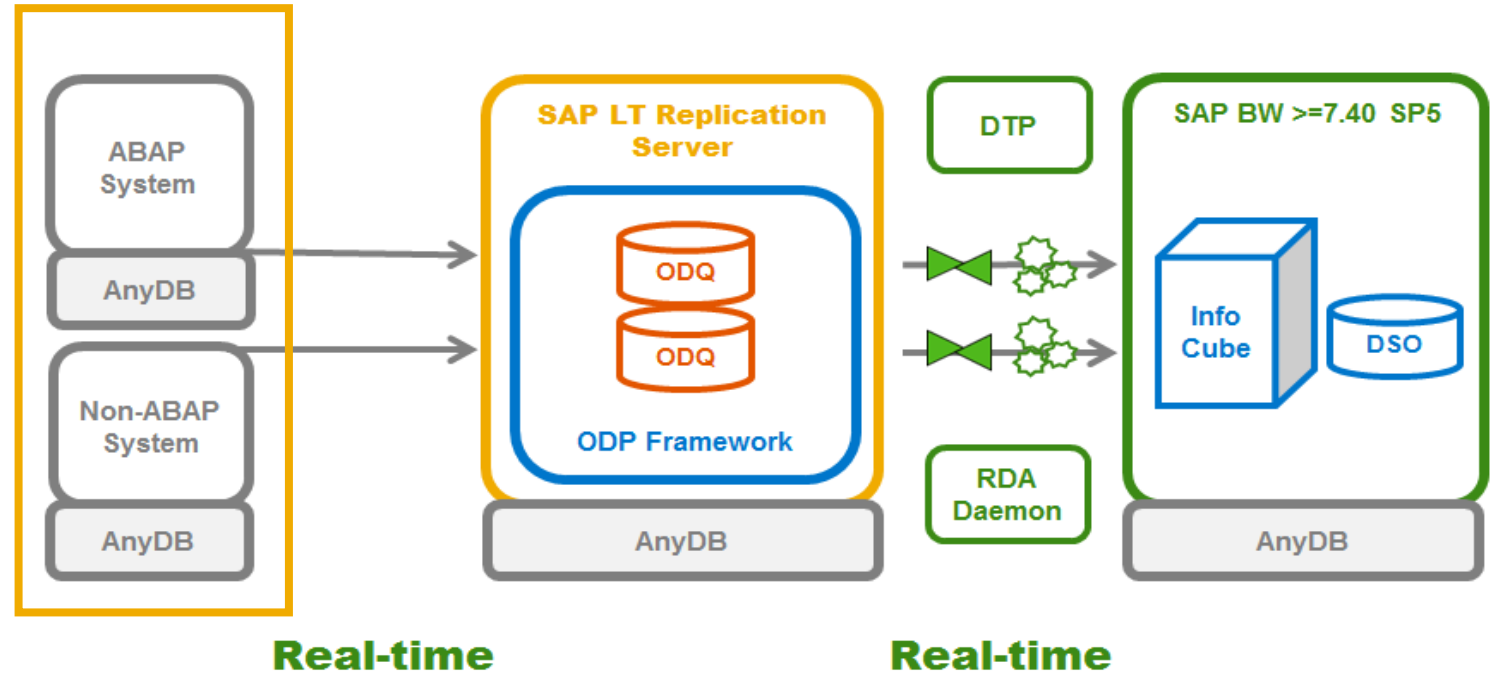 ABAP
System
AnyDB
Non-ABAP
System
AnyDB
SAP LT Replication
Server
ODQ
ODQ
ODP Framework
AnyDB
DTP
RDA
Daemon
SAP BW >=7.40 SP5
Info
Cube
DSO
AnyDB
Real-time
Real-time